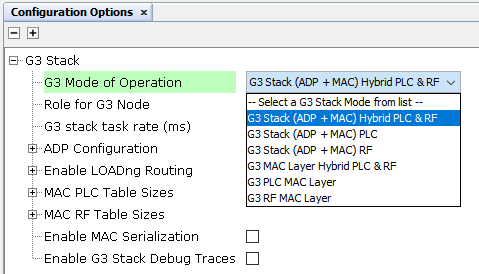 Configuration Options ×
G3 Stack
G3 Mode of Operation
G3 Stack (ADP + MAC) Hybrid PLC & RF
-- Select a G3 Stack Mode from list --
G3 Stack (ADP + MAC) Hybrid PLC & RF
G3 Stack (ADP + MAC) PLC
G3 Stack (ADP + MAC) RF
G3 MAC Layer Hybrid PLC & RF
G3 PLC MAC Layer
G3 RF MAC Layer
Role for G3 Node
G3 stack task rate (ms)
ADP Configuration
Enable LOADng Routing
MAC PLC Table Sizes
MAC RF Table Sizes
Enable MAC Serialization
Enable G3 Stack Debug Traces